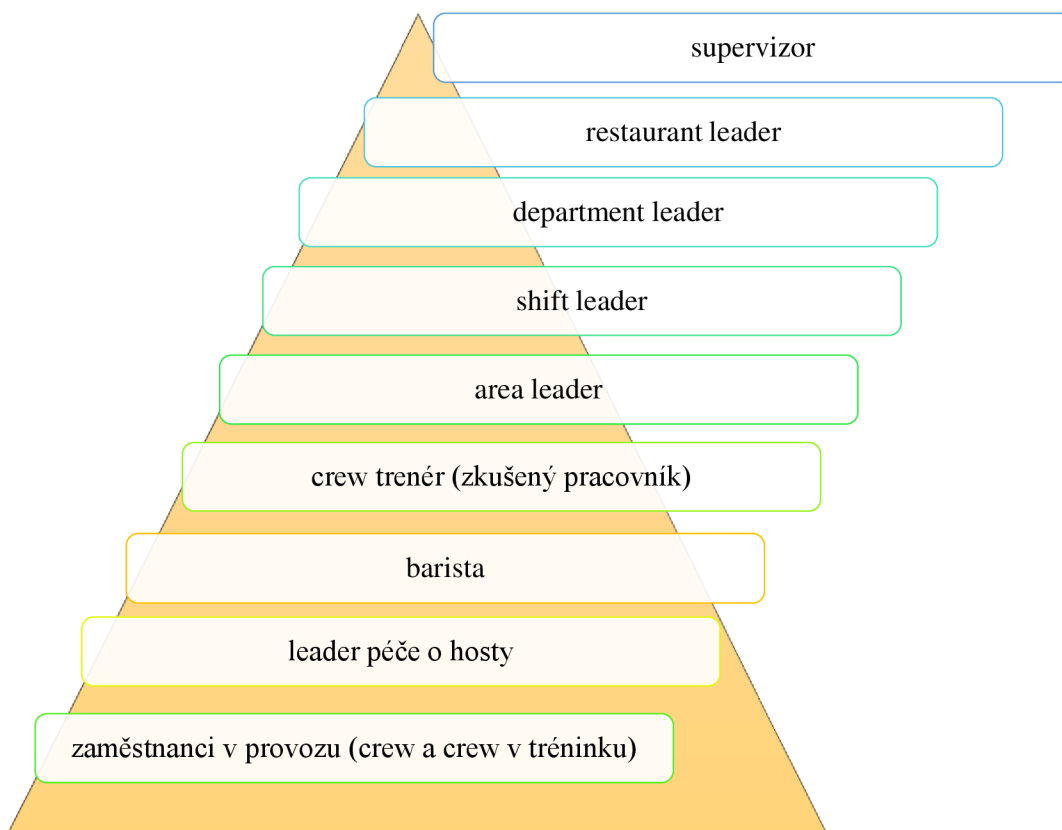 supervizor
restaurant leader
department leader
shift leader
area leader
crew trenér (zkušený pracovník)
barista
leader péče o hosty
zaměstnanci v provozu (crew a crew v tréninku)